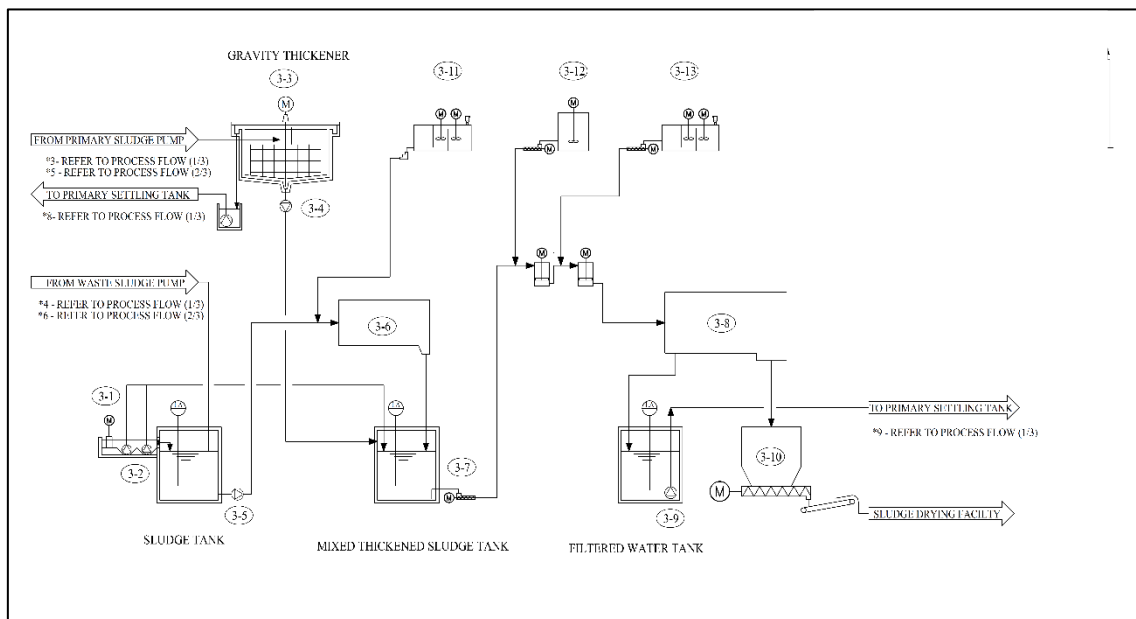 GRAVITY THICKENER
3-3
3-11
3-12
3-13
M
M
M
M
M
M
FROM PRIMARY SLUDGE PUMP
M
M
*3- REFER TO PROCESS FLOW (1/3)
*5 - REFER TO PROCESS FLOW (2/3)
TO PRIMARY SETTLING TANK
3-4
*8- REFER TO PROCESS FLOW (1/3)
M
M
FROM WASTE SLUDGE PUMP
*4 - REFER TO PROCESS FLOW (1/3)
*6 - REFER TO PROCESS FLOW (2/3)
3-6
3-8
3-1
M
TO PRIMARY SETTLING TANK
*9 - REFER TO PROCESS FLOW (1/3)
3-2
3-7
3-10
3-5
M
3-9
M
SLUDGE DRYING FACILTY
SLUDGE TANK
MIXED THICKENED SLUDGE TANK
FILTERED WATER TANK